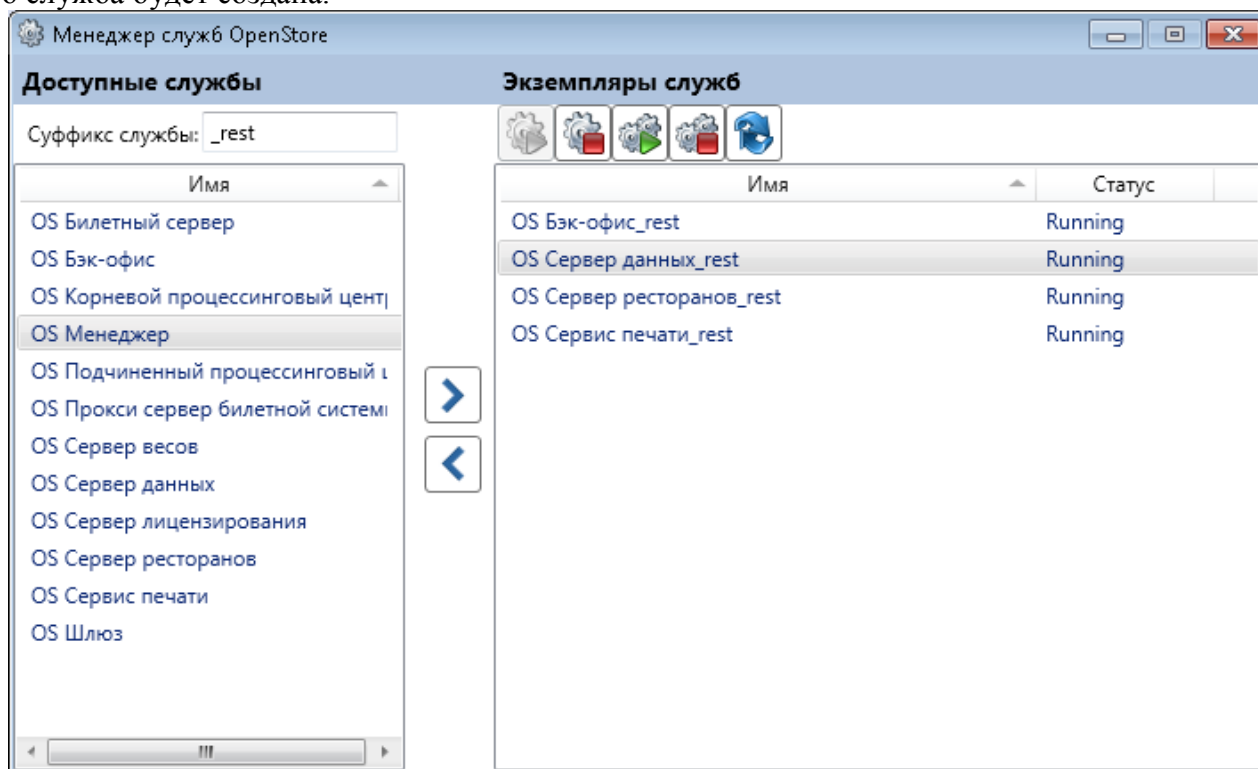 служба будет создана.
Менеджер служб OpenStore
Доступные службы
Экземпляры служб
Суффикс службы: _rest
Имя
OS Билетный сервер
OS Бэк-офис
OS Корневой процессинговый
OS Менеджер
OS Подчиненный процессинговый
OS Прокси сервер билетной
OS Сервер весов
OS Сервер данных
OS Сервер лицензирования
OS Сервер ресторанов
OS Сервис печати
OS Шлюз
Имя Статус
OS Бэк-офис_rest Running
OS Сервер данных_rest Running
OS Сервер ресторанов_rest Running
OS Сервис печати_rest Running